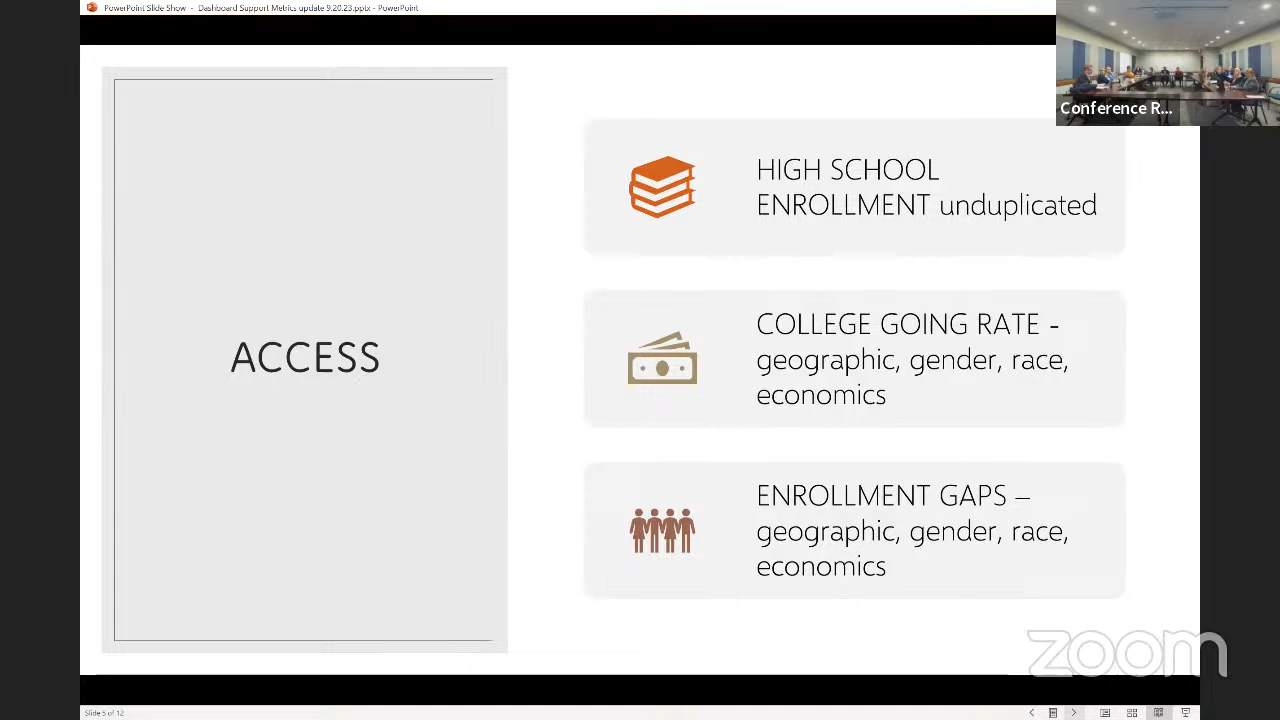 PowerPoint Slide Show - Dashboard Support Metrics update 9.20.23.pptx - PowerPoint
Conference R...
ACCESS
HIGH SCHOOL
ENROLLMENT unduplicated
COLLEGE GOING RATE -
geographic, gender, race,
economics
ENROLLMENT GAPS –
geographic, gender, race,
economics
zoom
Slide 5 of 12